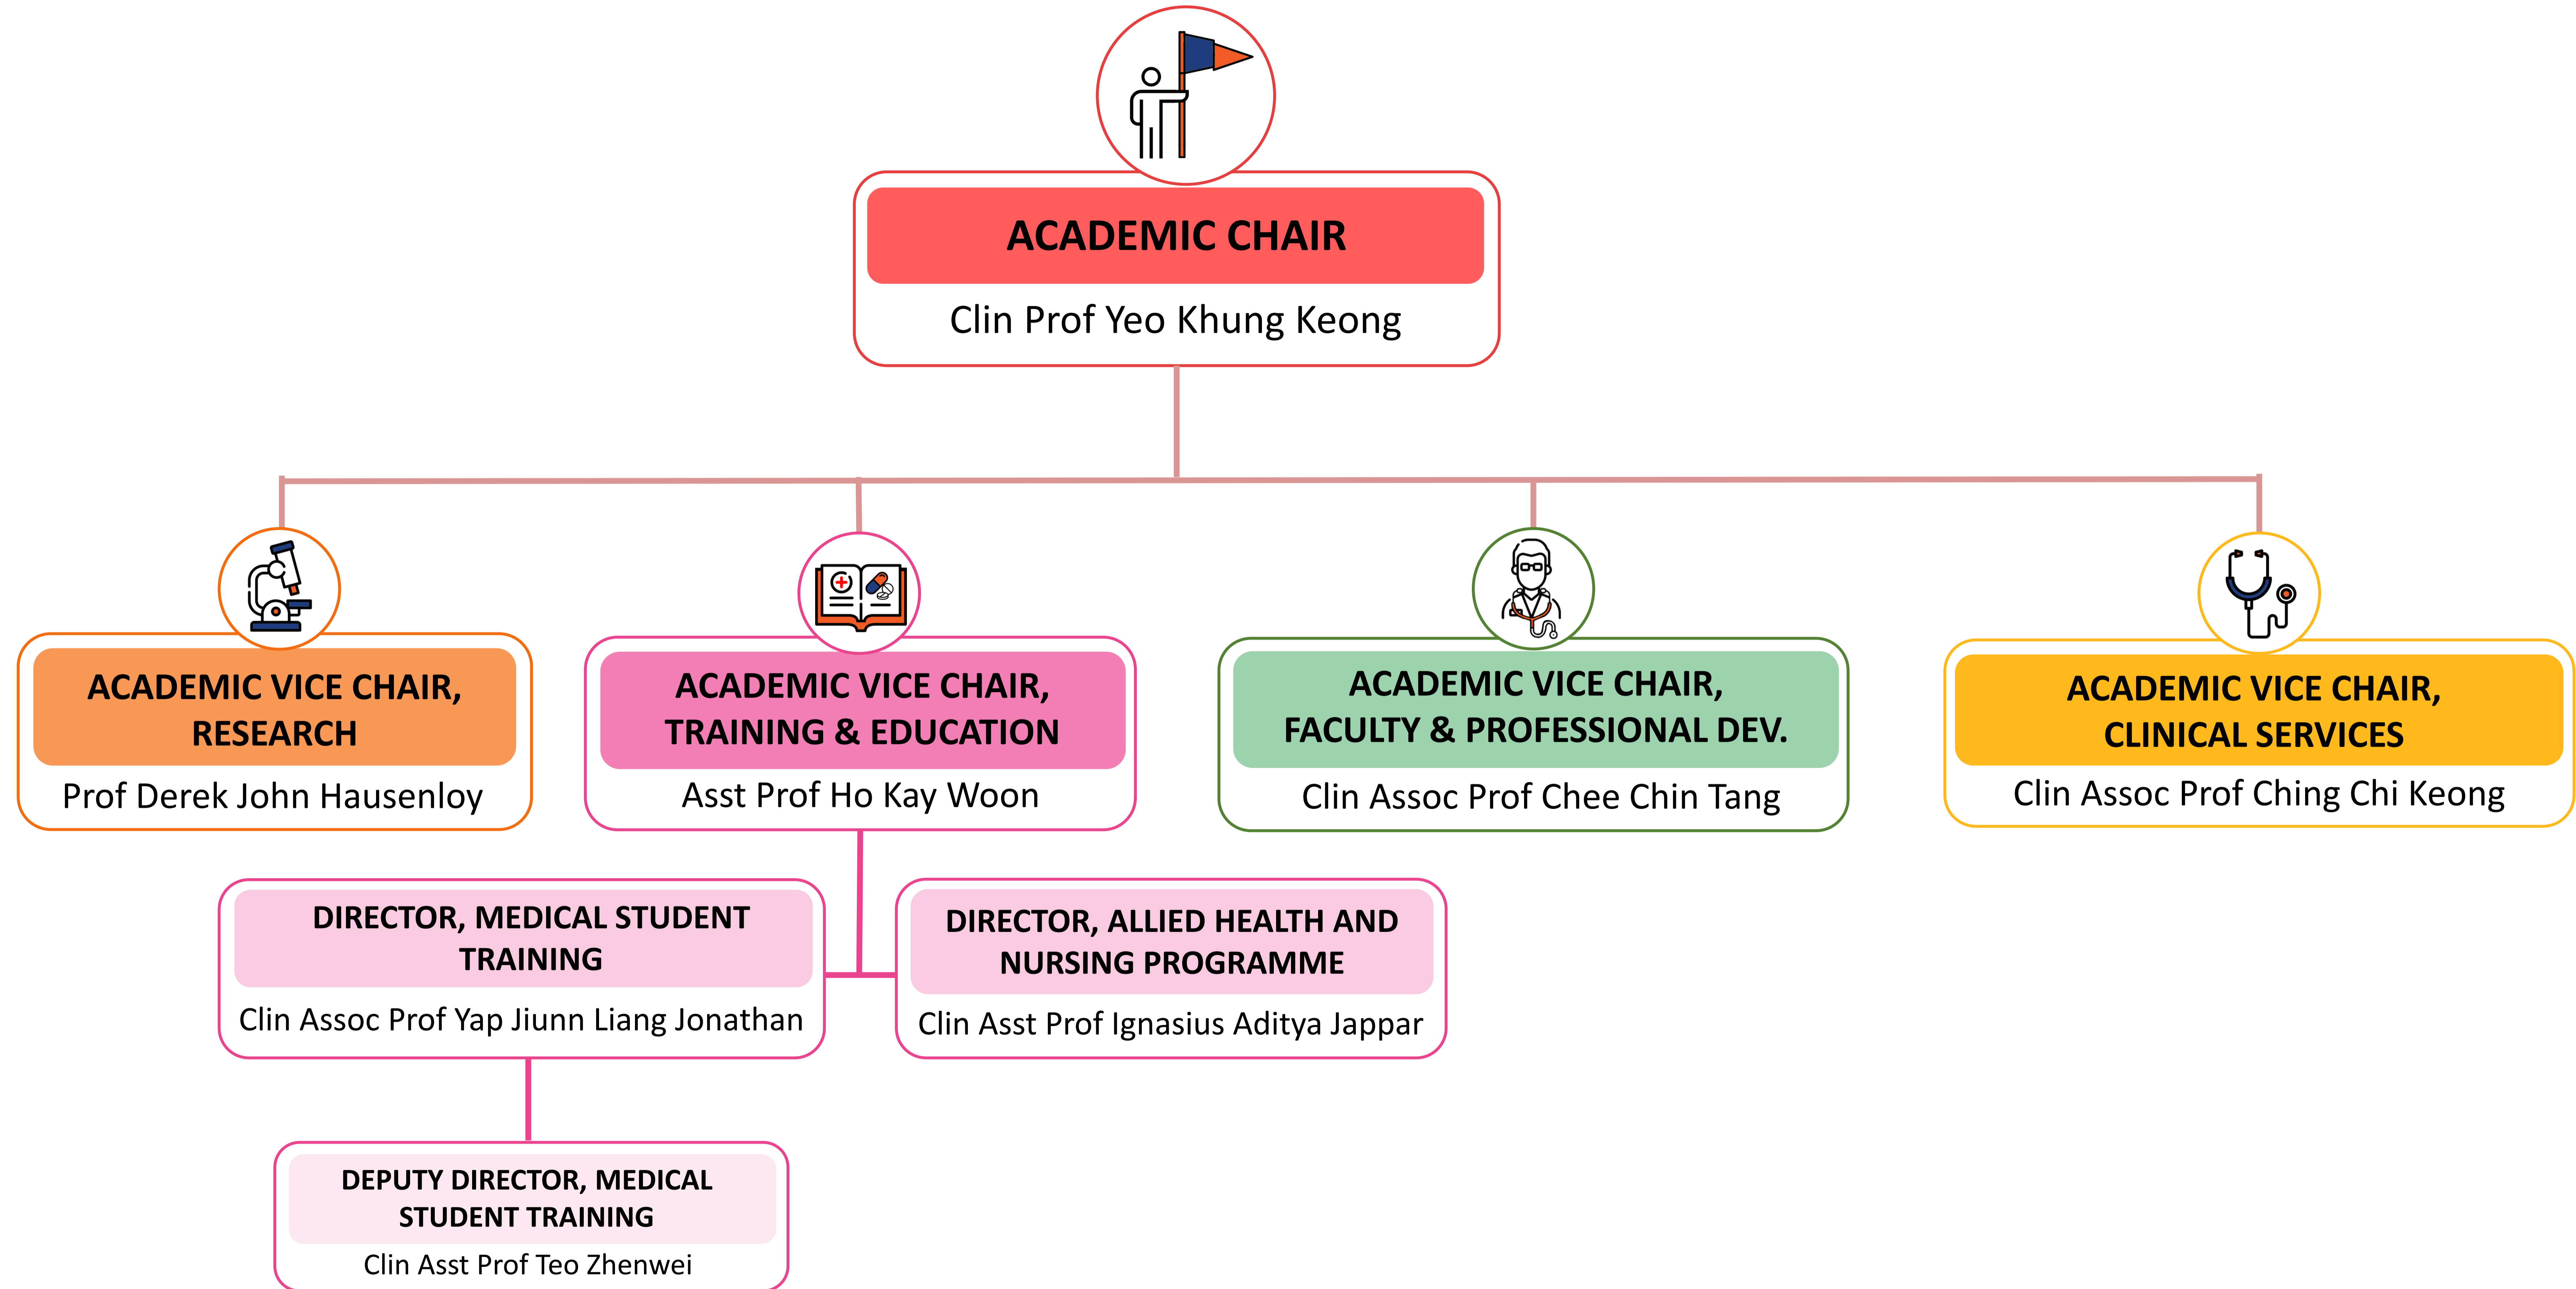 ACADEMIC CHAIR
Clin Prof Yeo Khung Keong
ACADEMIC VICE CHAIR,
RESEARCH
Prof Derek John Hausenloy
ACADEMIC VICE CHAIR,
TRAINING & EDUCATION
Asst Prof Ho Kay Woon
ACADEMIC VICE CHAIR,
FACULTY & PROFESSIONAL DEV.
Clin Assoc Prof Chee Chin Tang
ACADEMIC VICE CHAIR,
CLINICAL SERVICES
Clin Assoc Prof Ching Chi Keong
DIRECTOR, MEDICAL STUDENT
TRAINING
Clin Assoc Prof Yap Jiunn Liang Jonathan
DIRECTOR, ALLIED HEALTH AND
NURSING PROGRAMME
Clin Asst Prof Ignasius Aditya Jappar
DEPUTY DIRECTOR, MEDICAL
STUDENT TRAINING
Clin Asst Prof Teo Zhenwei